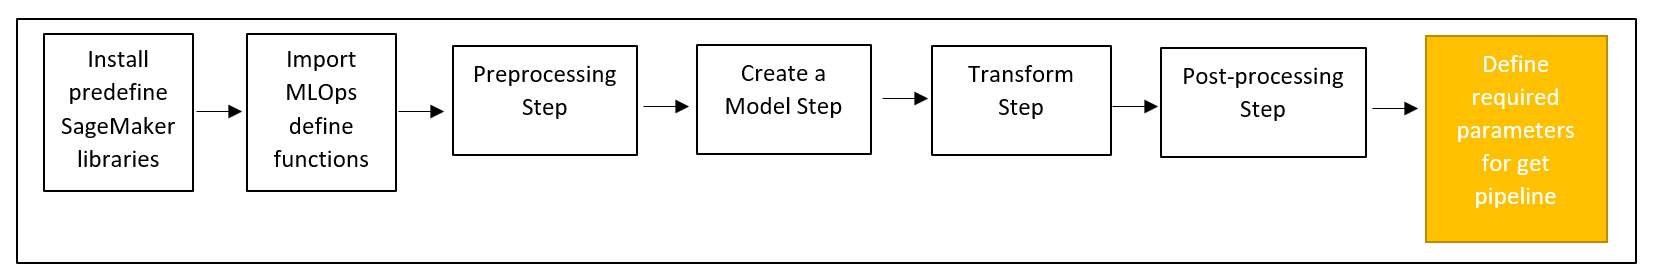 Install
predefine
SageMaker
libraries
Import
MLOps
define
functions
Preprocessing
Step
Create a
Model Step
Transform
Step
Post-processing
Step
Define
required
parameters
for get
pipeline